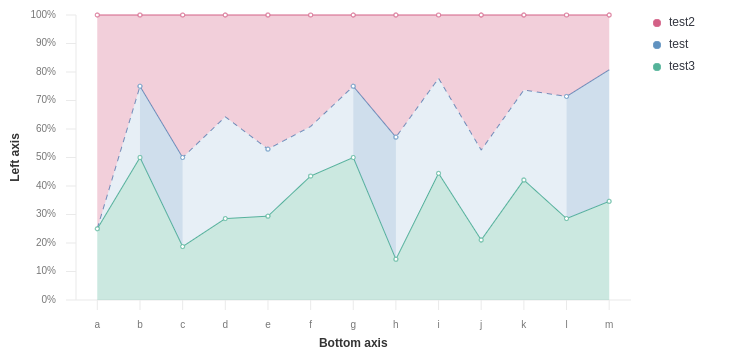 100%
90%
80%
70%
60%
50%
40%
30%
20%
10%
0%
Left axis
a b c d e f g h i j k l m
Bottom axis
test2
test
test3